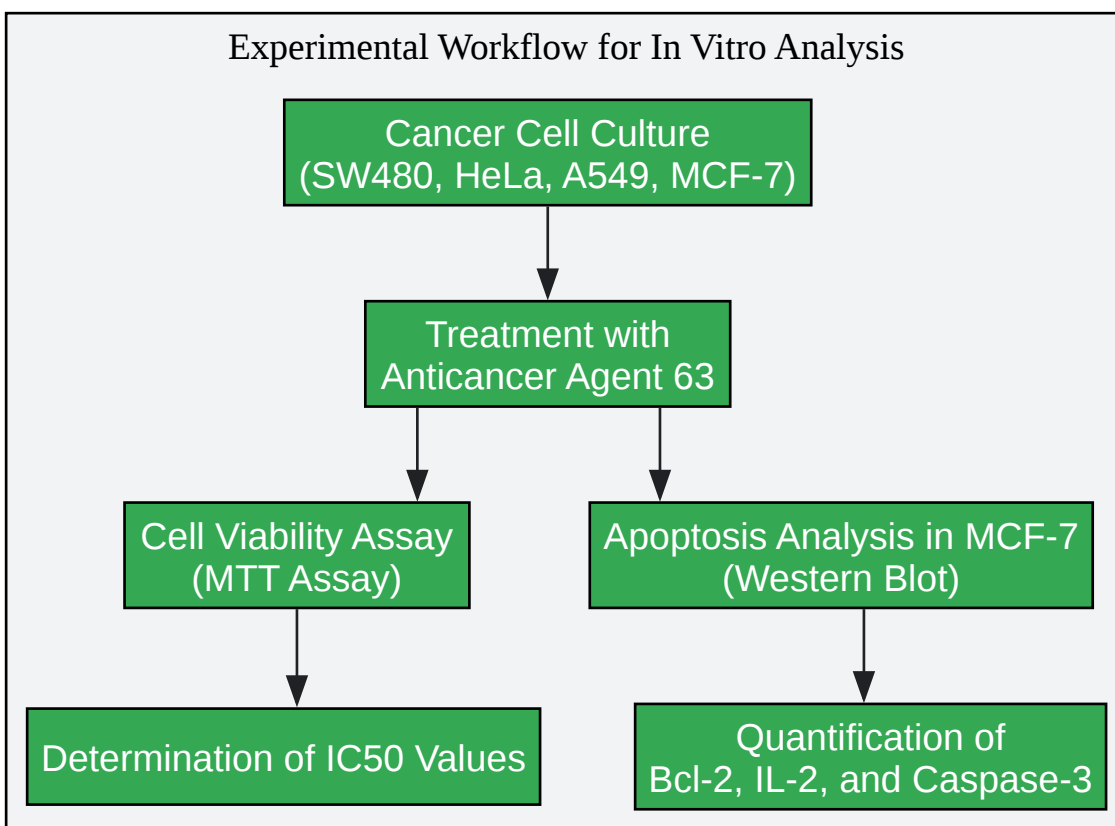 Experimental Workflow for In Vitro Analysis
Cancer Cell Culture
(SW480, HeLa, A549, MCF-7)
Treatment with
Anticancer Agent 63
Cell Viability Assay
(MTT Assay)
Apoptosis Analysis in MCF-7
(Western Blot)
Determination of IC50 Values
Quantification of
Bcl-2, IL-2, and Caspase-3